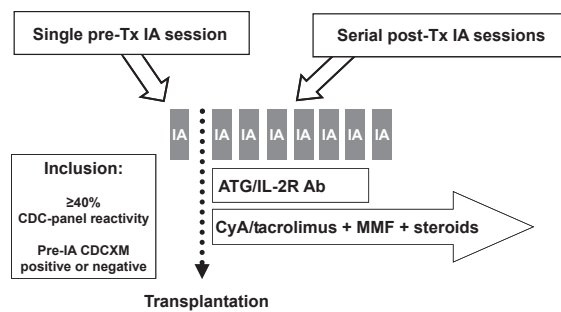 Single pre-Tx IA session
Serial post-Tx IA sessions
IA IA IA IA IA IA IA IA
Inclusion:
≥40%
CDC-panel reactivity
Pre-IA CDCXM
positive or negative
ATG/IL-2R Ab
CyA/tacrolimus + MMF + steroids
Transplantation